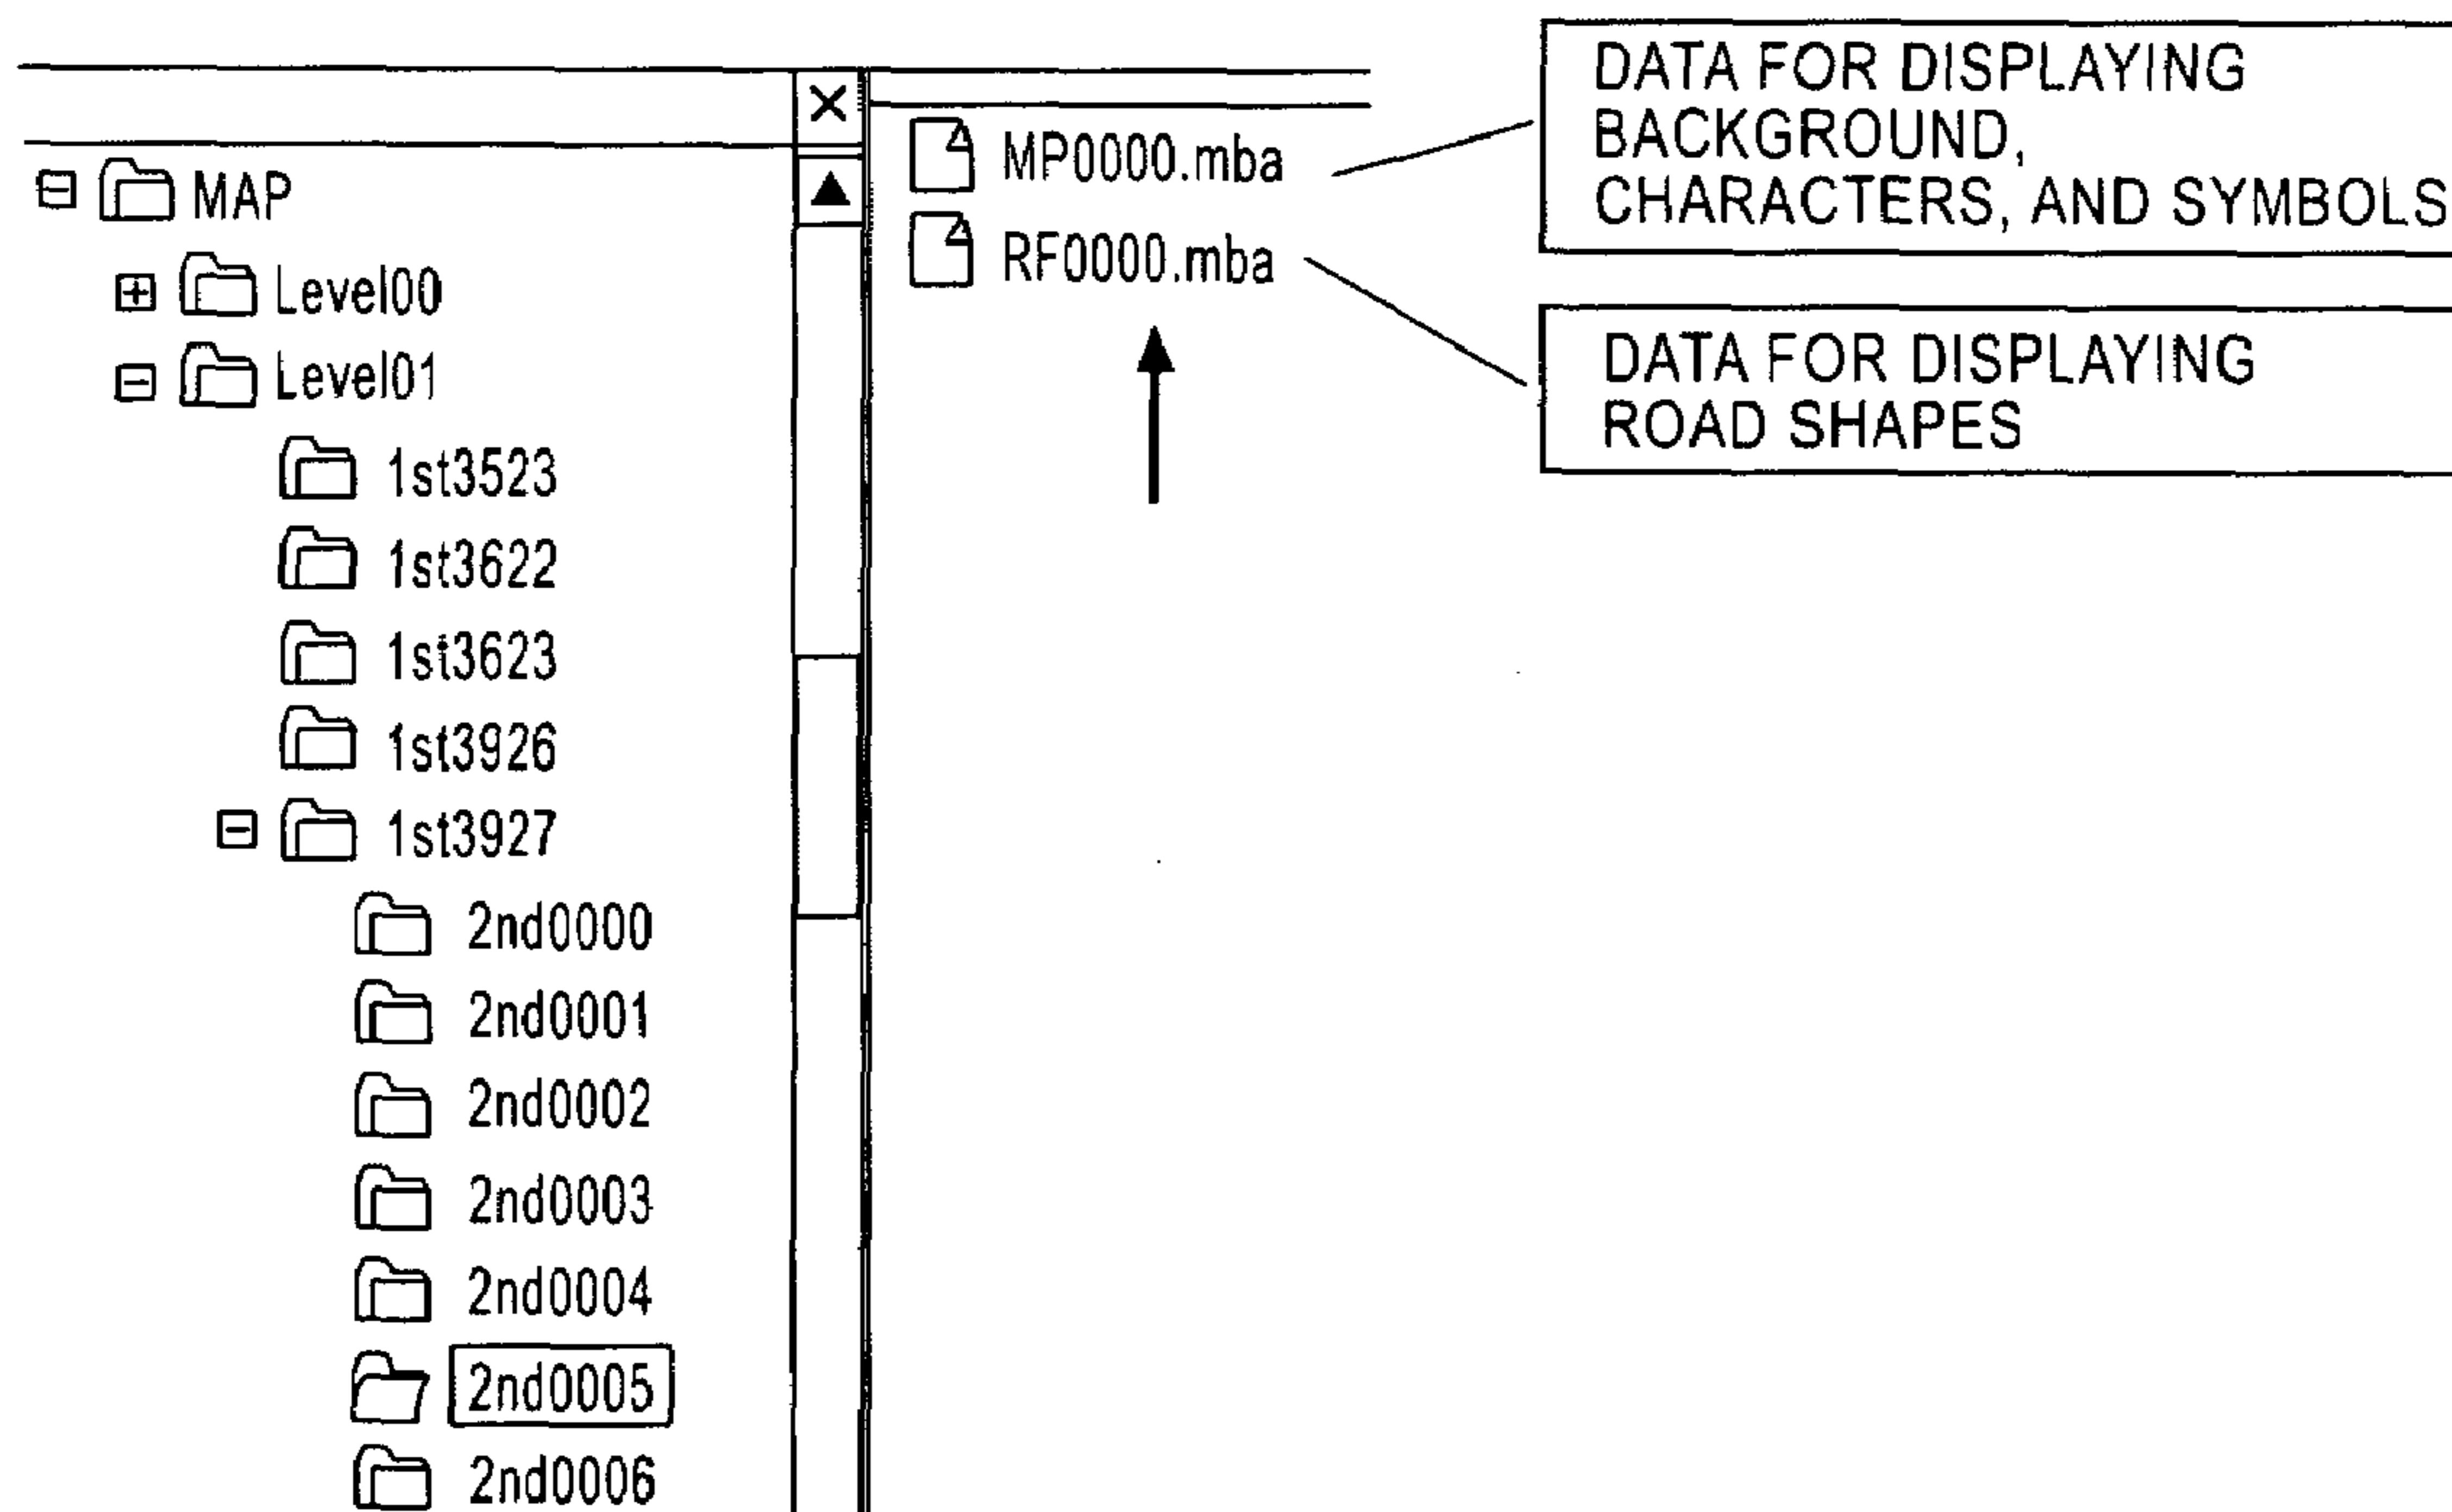 MAP
Level00
Level01
1st3523
1st3622
1st3623
1st3926
1st3927
2nd0000
2nd0001
2nd0002
2nd0003
2nd0004
2nd0005
2nd0006
MP0000.mba
RF0000.mba
DATA FOR DISPLAYING
BACKGROUND,
CHARACTERS, AND SYMBOLS
DATA FOR DISPLAYING
ROAD SHAPES